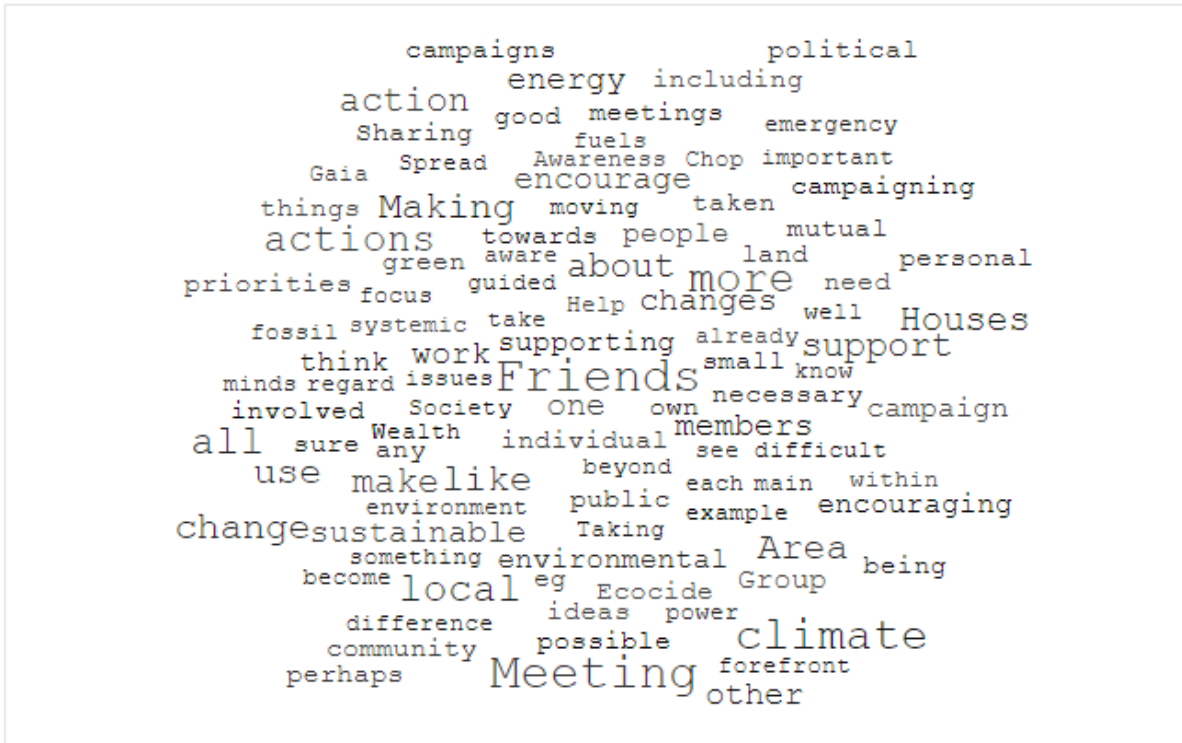 campaigns political
energy including
action good meetings
Sharing fuels emergency
Gaia Spread Awareness Chop important
encourage campaigning
things Making moving taken
actions towards people mutual
green aware about land personal
priorities focus guided more need
Help changes well Houses
fossil systemic take supporting already support
think work Friends small know
minds regard issues necessary
involved Society one own members campaign
all sure Wealth any individual see difficult
use make like beyond each main within
environment public example encouraging
change sustainable Taking
something environmental Area being
become local eg Ecocide Group
difference ideas power
community possible climate
perhaps Meeting forefront
other